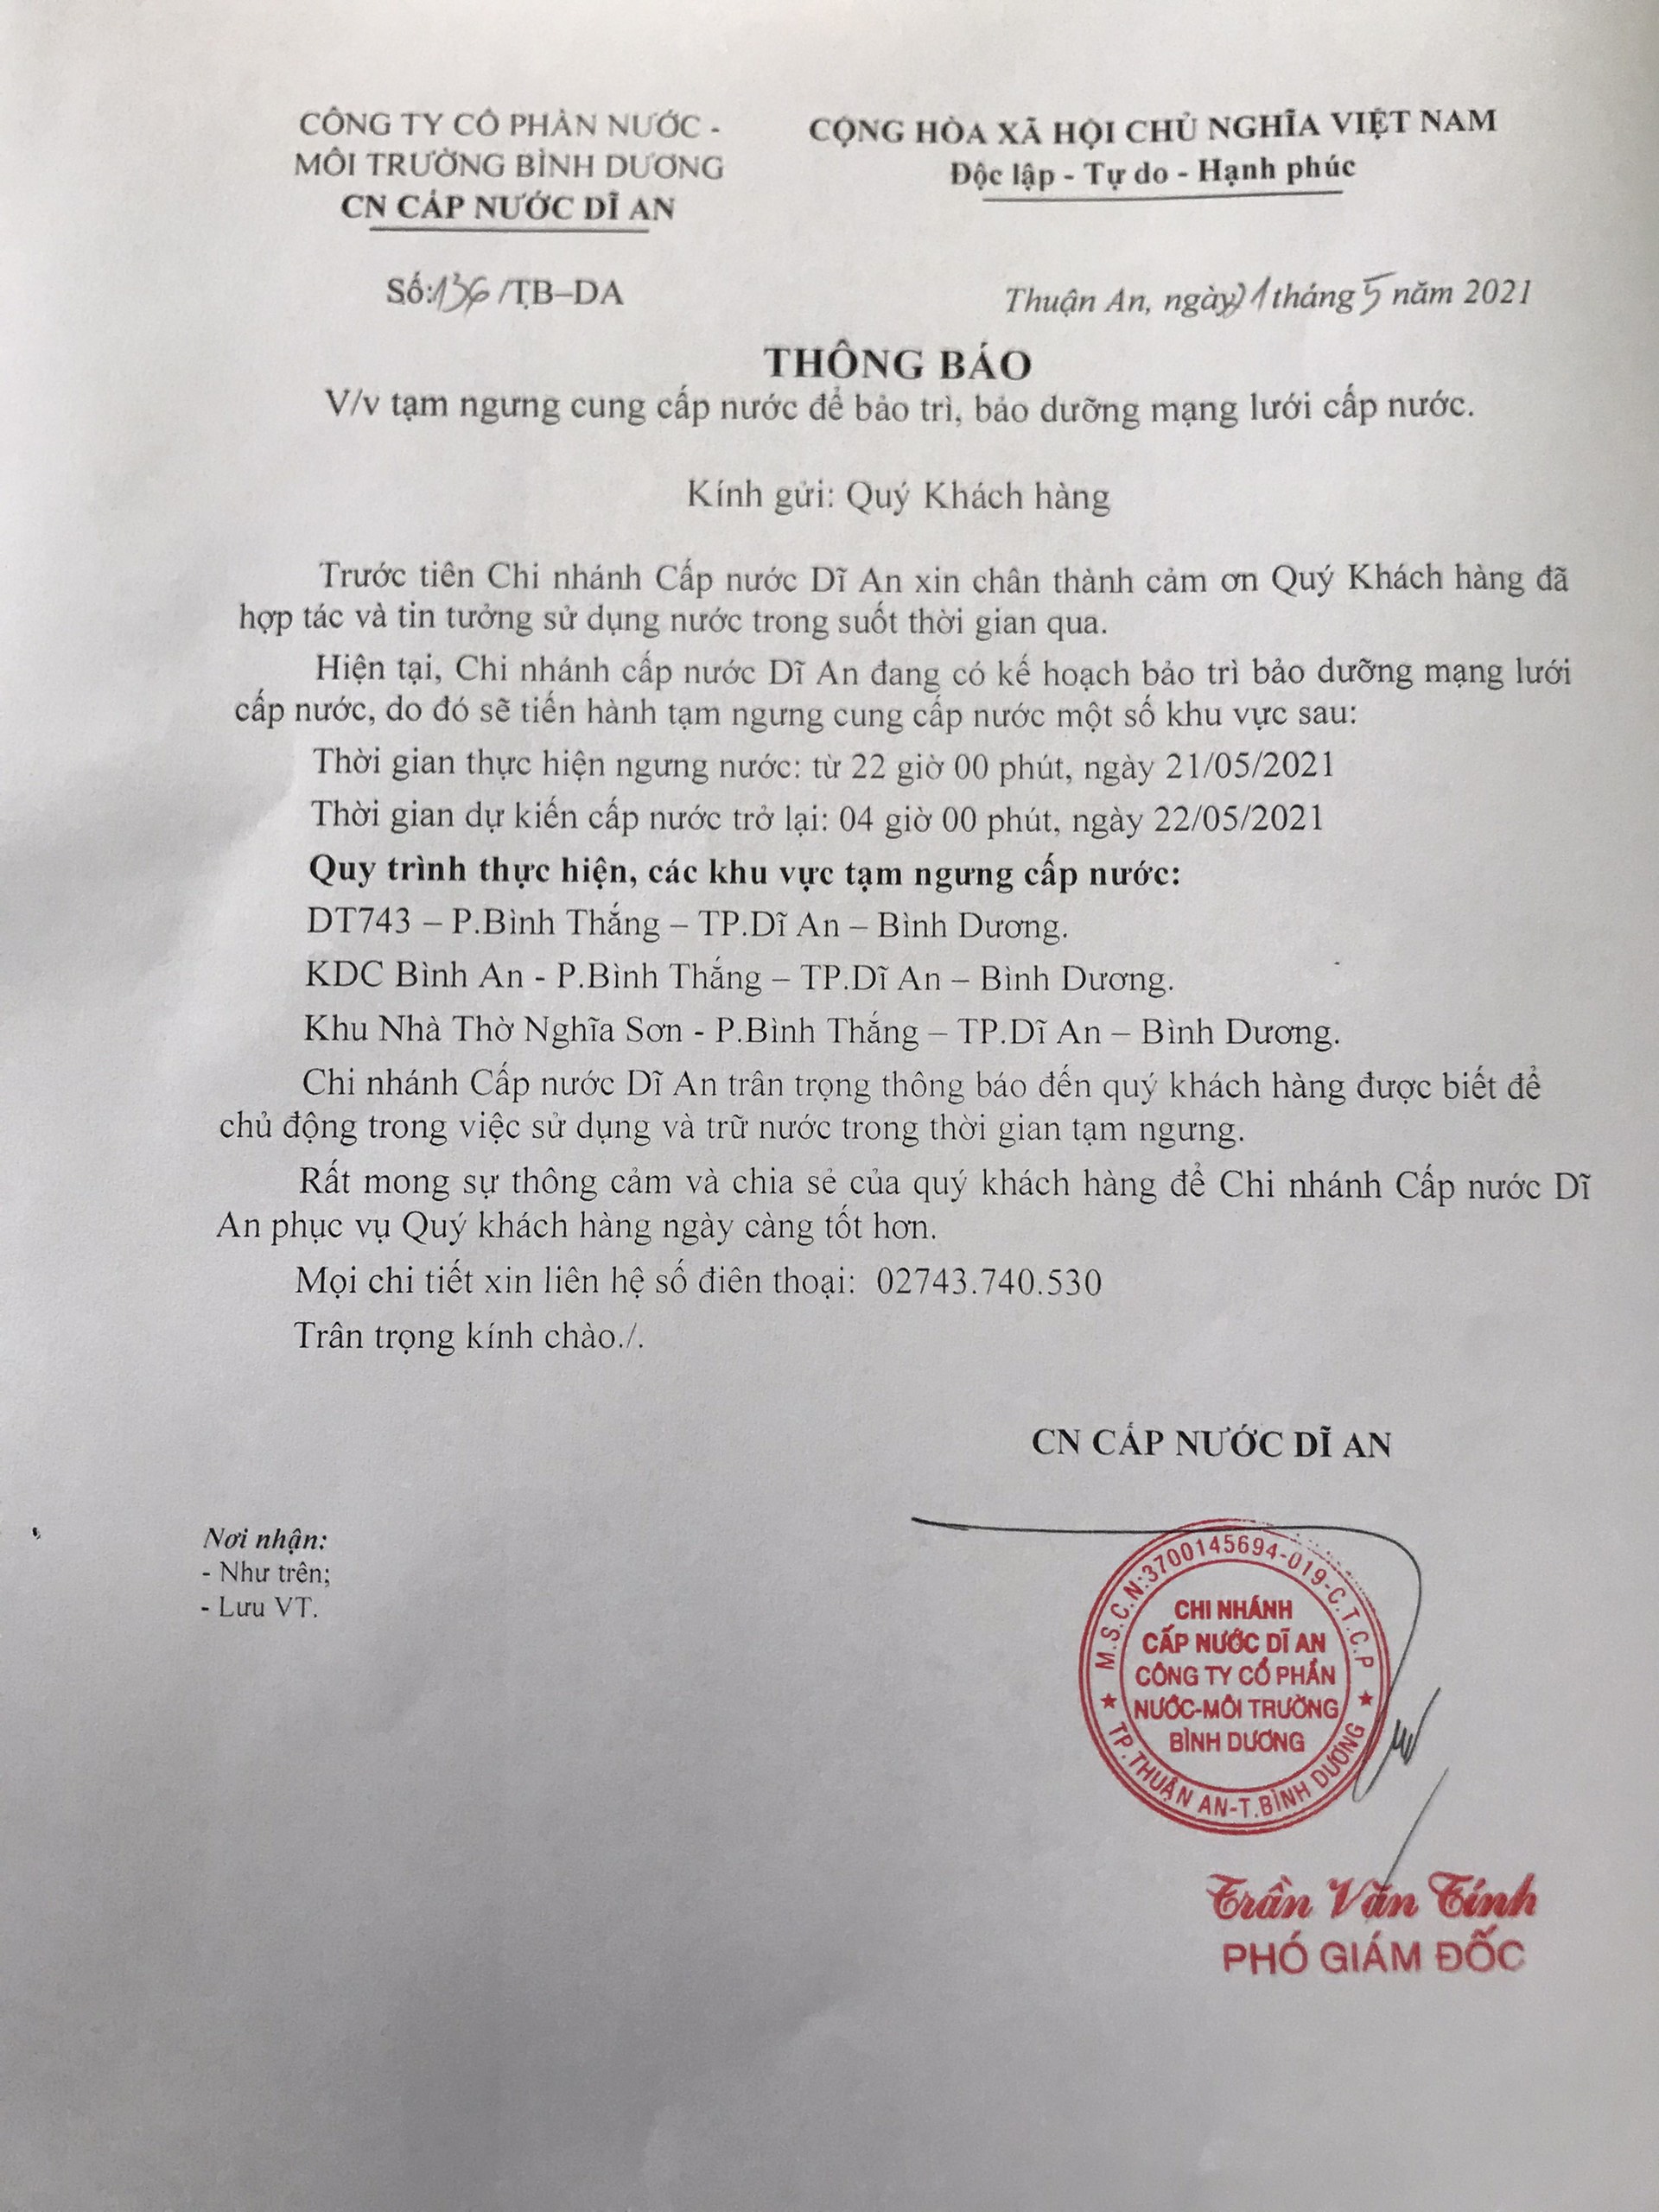 CÔNG TY CỔ PHẦN NƯỚC -
MÔI TRƯỜNG BÌNH DƯƠNG
CN CẤP NƯỚC DĨ AN
CỘNG HÒA XÃ HỘI CHỦ NGHĨA VIỆT NAM
Độc lập - Tự do - Hạnh phúc
Số:136/TB–DA
Thuận An, ngày 21 tháng 5 năm 2021
THÔNG BÁO
V/v tạm ngưng cung cấp nước để bảo trì, bảo dưỡng mạng lưới cấp nước.
Kính gửi: Quý Khách hàng
Trước tiên Chi nhánh Cấp nước Dĩ An xin chân thành cảm ơn Quý Khách hàng đã
hợp tác và tin tưởng sử dụng nước trong suốt thời gian qua.
Hiện tại, Chi nhánh cấp nước Dĩ An đang có kế hoạch bảo trì bảo dưỡng mạng lưới
cấp nước, do đó sẽ tiến hành tạm ngưng cung cấp nước một số khu vực sau:
Thời gian thực hiện ngưng nước: từ 22 giờ 00 phút, ngày 21/05/2021
Thời gian dự kiến cấp nước trở lại: 04 giờ 00 phút, ngày 22/05/2021
Quy trình thực hiện, các khu vực tạm ngưng cấp nước:
DT743 – P.Bình Thắng – TP.Dĩ An – Bình Dương.
KDC Bình An - P.Bình Thắng – TP.Dĩ An – Bình Dương.
Khu Nhà Thờ Nghĩa Sơn - P.Bình Thắng – TP.Dĩ An – Bình Dương.
Chi nhánh Cấp nước Dĩ An trân trọng thông báo đến quý khách hàng được biết để
chủ động trong việc sử dụng và trữ nước trong thời gian tạm ngưng.
Rất mong sự thông cảm và chia sẻ của quý khách hàng để Chi nhánh Cấp nước Dĩ
An phục vụ Quý khách hàng ngày càng tốt hơn.
Mọi chi tiết xin liên hệ số điên thoại: 02743.740.530
Trân trọng kính chào./.
CN CẤP NƯỚC DĨ AN
Nơi nhận:
- Như trên;
- Lưu VT.
M.S.C.N:3700145694-019-C.T.C.P
CHI NHÁNH
CẤP NƯỚC DĨ AN
CÔNG TY CỔ PHẦN
NƯỚC-MÔI TRƯỜNG
BÌNH DƯƠNG
TP.THUẬN AN-T.BÌNH DƯƠNG
Trần Văn Tính
PHÓ GIÁM ĐỐC